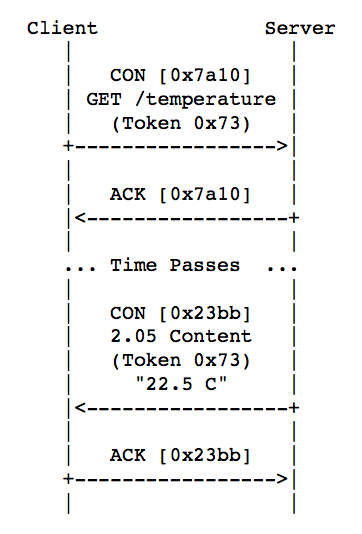 Client Server
CON [0x7a10]
GET /temperature
(Token 0x73)
ACK [0x7a10]
... Time Passes ...
CON [0x23bb]
2.05 Content
(Token 0x73)
"22.5 C"
ACK [0x23bb]